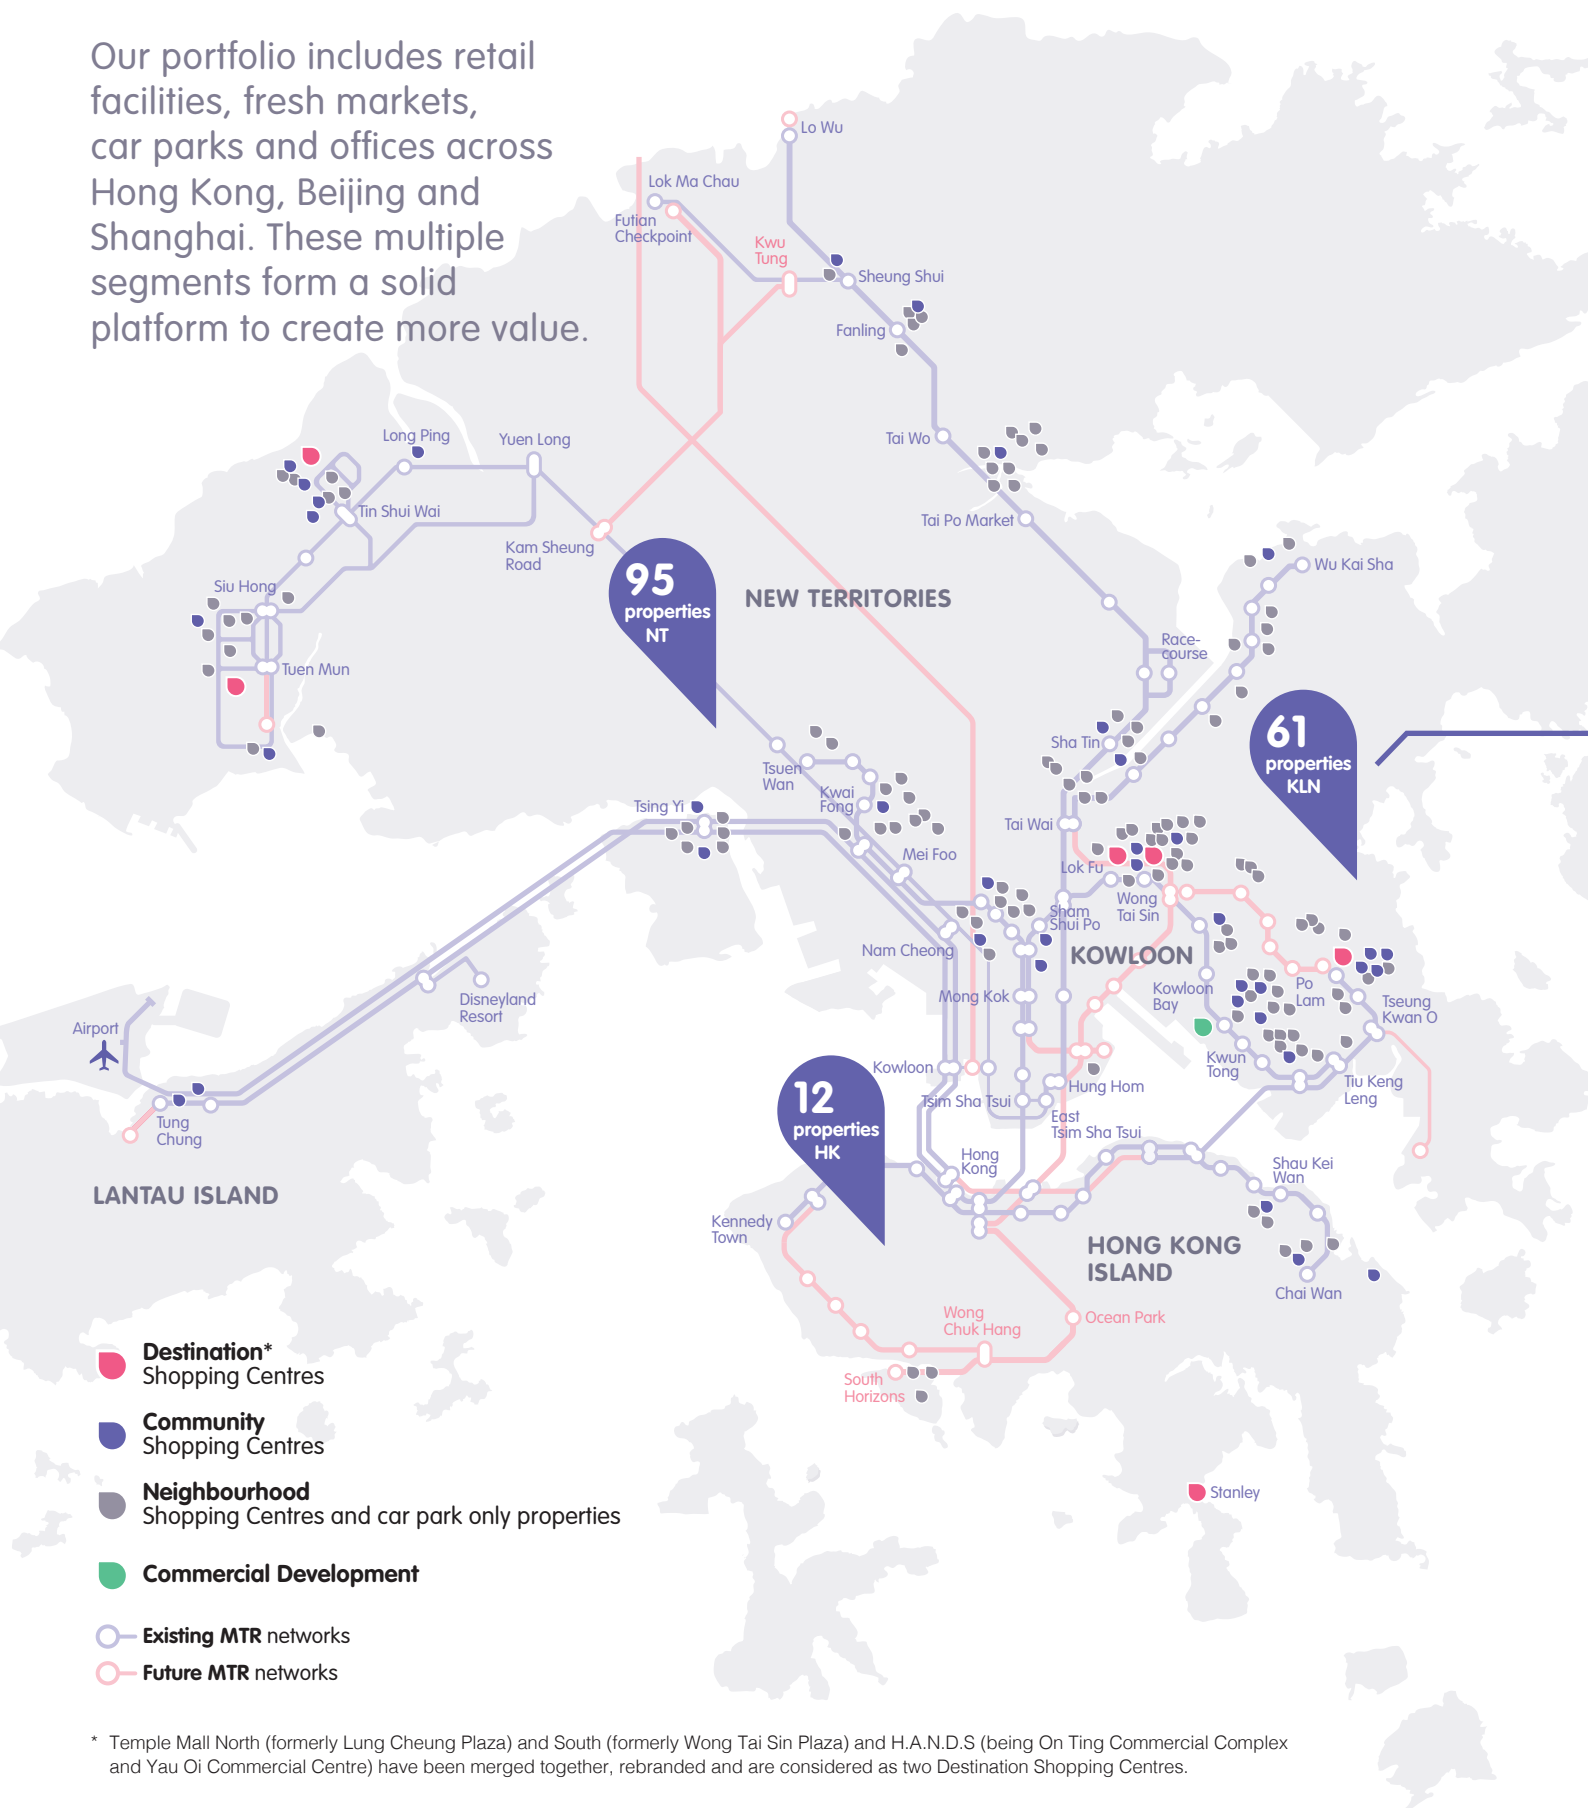 Our portfolio includes retail
facilities, fresh markets,
car parks and offices across
Hong Kong, Beijing and
Shanghai. These multiple
segments form a solid
platform to create more value.
Lo Wu
Lok Ma Chau
Futian
Checkpoint
Kwu
Tung
Sheung Shui
Fanling
Long Ping
Yuen Long
Tai Wo
Tin Shui Wai
Tai Po Market
Kam Sheung
Road
Wu Kai Sha
Siu Hong
95
properties
NT
NEW TERRITORIES
Race-
course
Tuen Mun
61
properties
KLN
Sha Tin
Tsuen
Wan
Kwai
Fong
Tsing Yi
Tai Wai
Mei Foo
Lok Fu
Wong
Tai Sin
Sham
Shui Po
Nam Cheong
KOWLOON
Mong Kok
Kowloon
Bay
Po
Lam
Tseung
Kwan O
Disneyland
Resort
Airport
Kowloon
Kwun
Tong
Hung Hom
Tiu Keng
Leng
12
properties
HK
Tsim Sha Tsui
East
Tsim Sha Tsui
Tung
Chung
Hong
Kong
Shau Kei
Wan
LANTAU ISLAND
Kennedy
Town
HONG KONG
ISLAND
Chai Wan
Wong
Chuk Hang
Ocean Park
South
Horizons
Stanley
Destination*
Shopping Centres
Community
Shopping Centres
Neighbourhood
Shopping Centres and car park only properties
Commercial Development
Existing MTR networks
Future MTR networks
* Temple Mall North (formerly Lung Cheung Plaza) and South (formerly Wong Tai Sin Plaza) and H.A.N.D.S (being On Ting Commercial Complex
and Yau Oi Commercial Centre) have been merged together, rebranded and are considered as two Destination Shopping Centres.